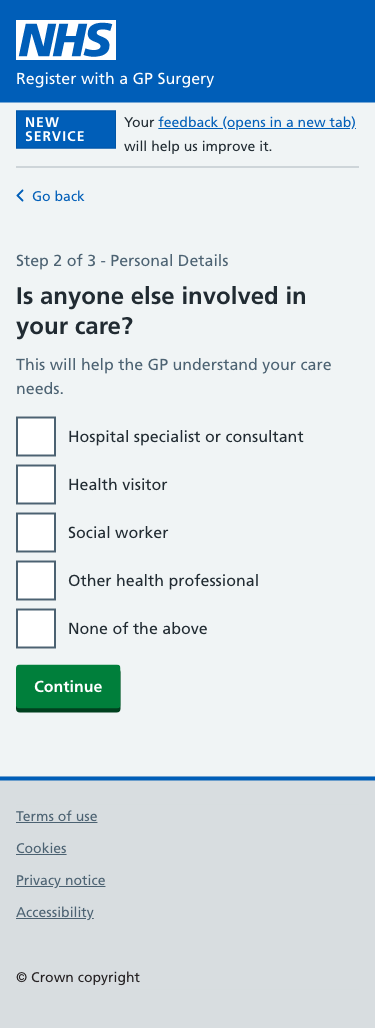 NHS
Register with a GP Surgery
NEW
SERVICE
Your feedback (opens in a new tab)
will help us improve it.
Go back
Step 2 of 3 - Personal Details
Is anyone else involved in
your care?
This will help the GP understand your care
needs.
Hospital specialist or consultant
Health visitor
Social worker
Other health professional
None of the above
Continue
Terms of use
Cookies
Privacy notice
Accessibility
© Crown copyright